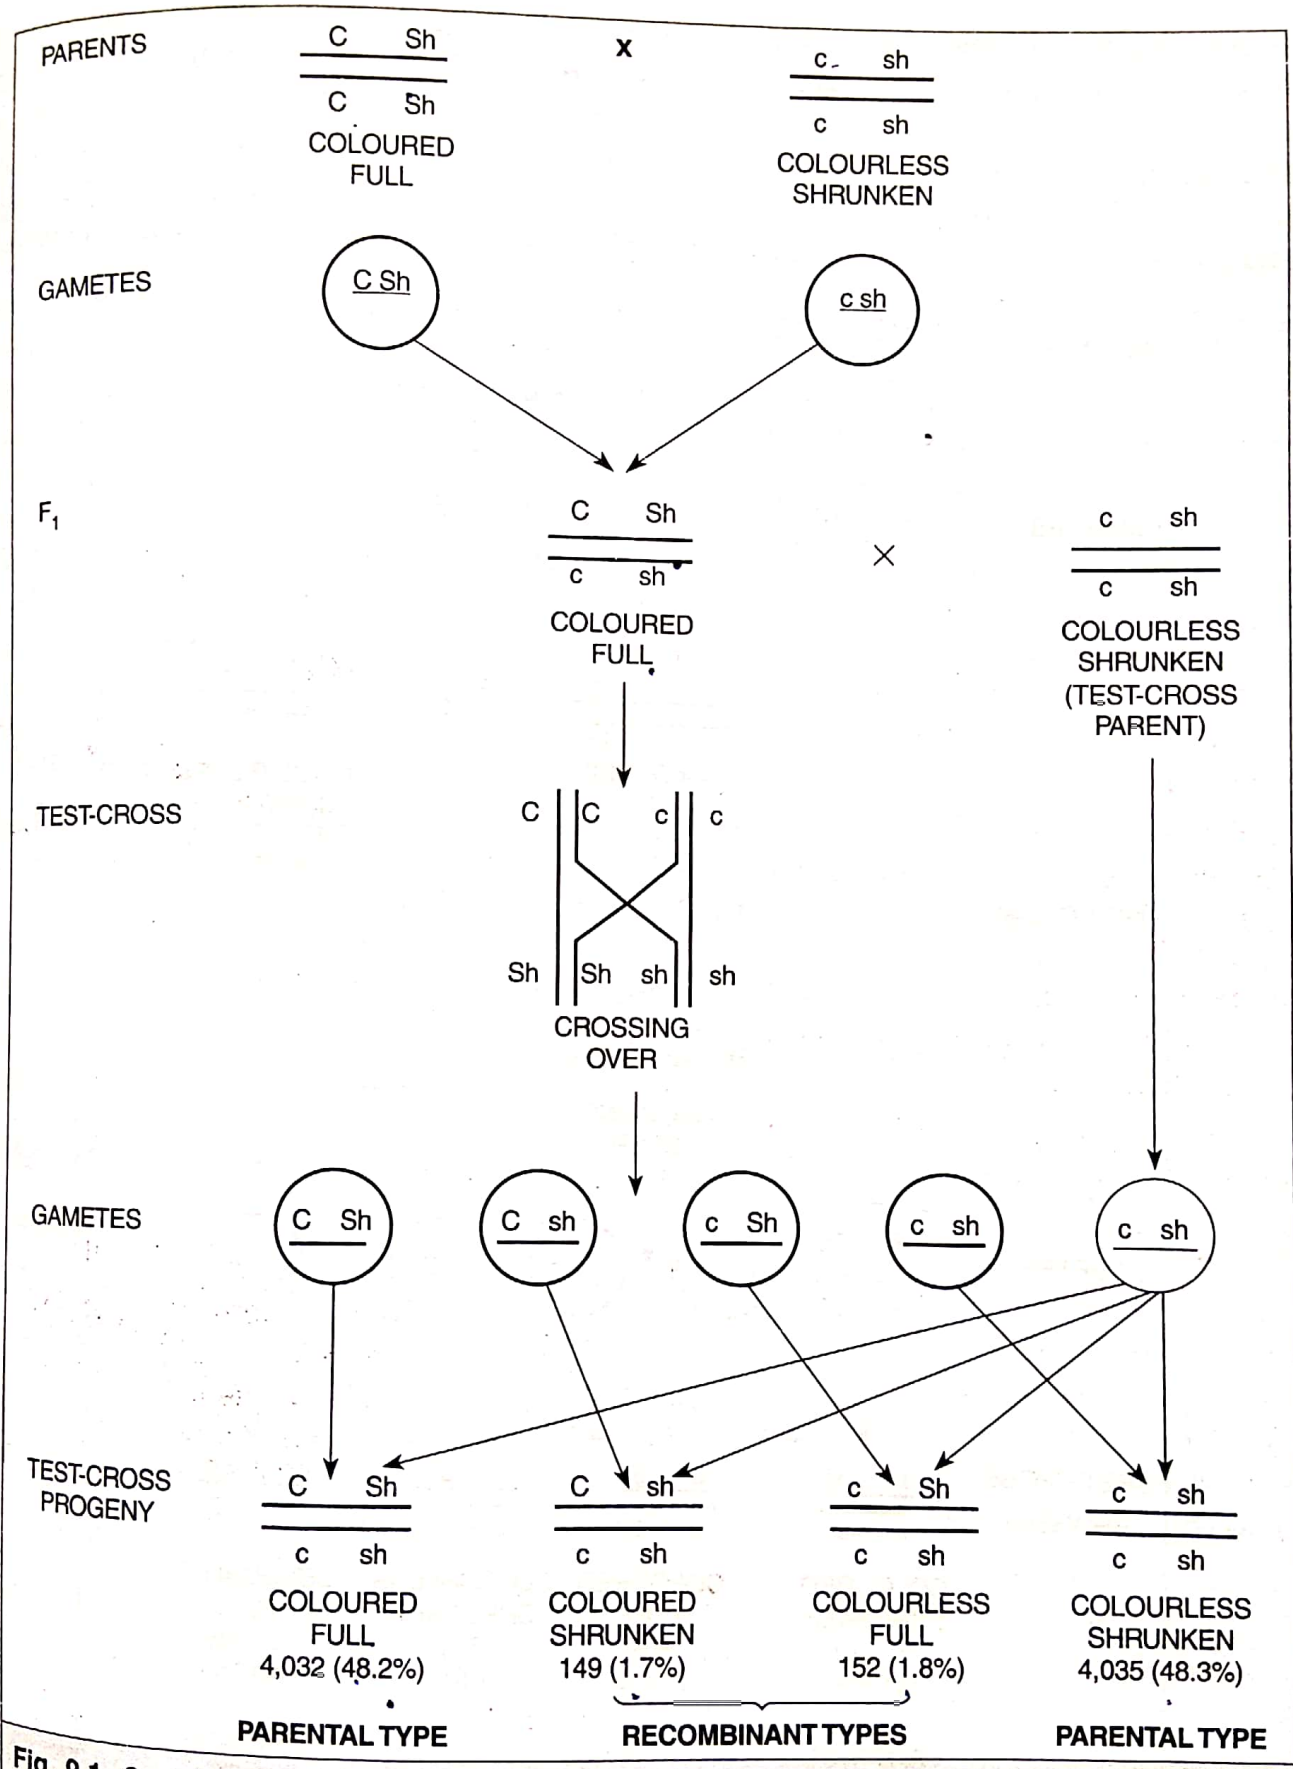 PARENTS
C Sh
x
c sh
C Sh
c sh
COLOURED
FULL
COLOURLESS
SHRUNKEN
GAMETES
C Sh
c sh
F1
C Sh
c sh
×
c sh
c sh
COLOURED
FULL
COLOURLESS
SHRUNKEN
(TEST-CROSS
PARENT)
TEST-CROSS
C C c c
Sh Sh sh sh
CROSSING
OVER
GAMETES
C Sh
C sh
c Sh
c sh
c sh
TEST-CROSS
PROGENY
C Sh
c sh
COLOURED
FULL
4,032 (48.2%)
C sh
c sh
COLOURED
SHRUNKEN
149 (1.7%)
c Sh
c sh
COLOURLESS
FULL
152 (1.8%)
c sh
c sh
COLOURLESS
SHRUNKEN
4,035 (48.3%)
PARENTAL TYPE
RECOMBINANT TYPES
PARENTAL TYPE
Fig.